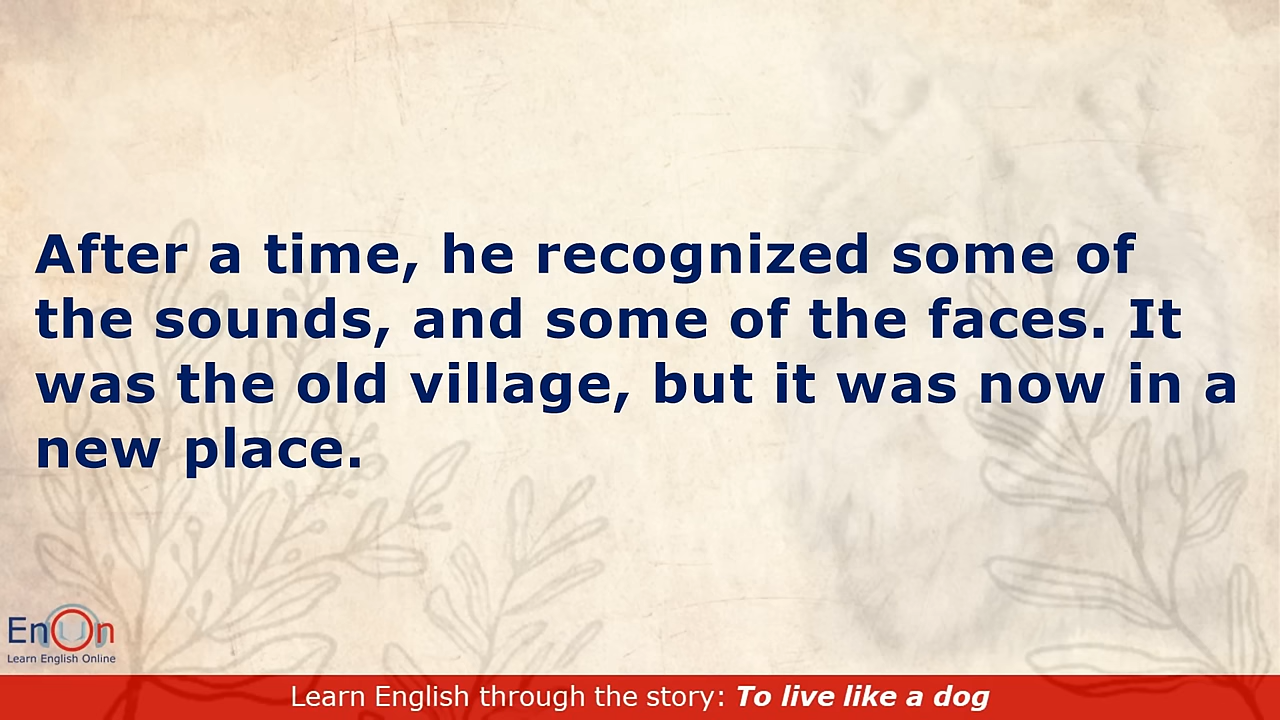 After a time, he recognized some of
the sounds, and some of the faces. It
was the old village, but it was now in a
new place.
EnOn
Learn English Online
Learn English through the story: To live like a dog